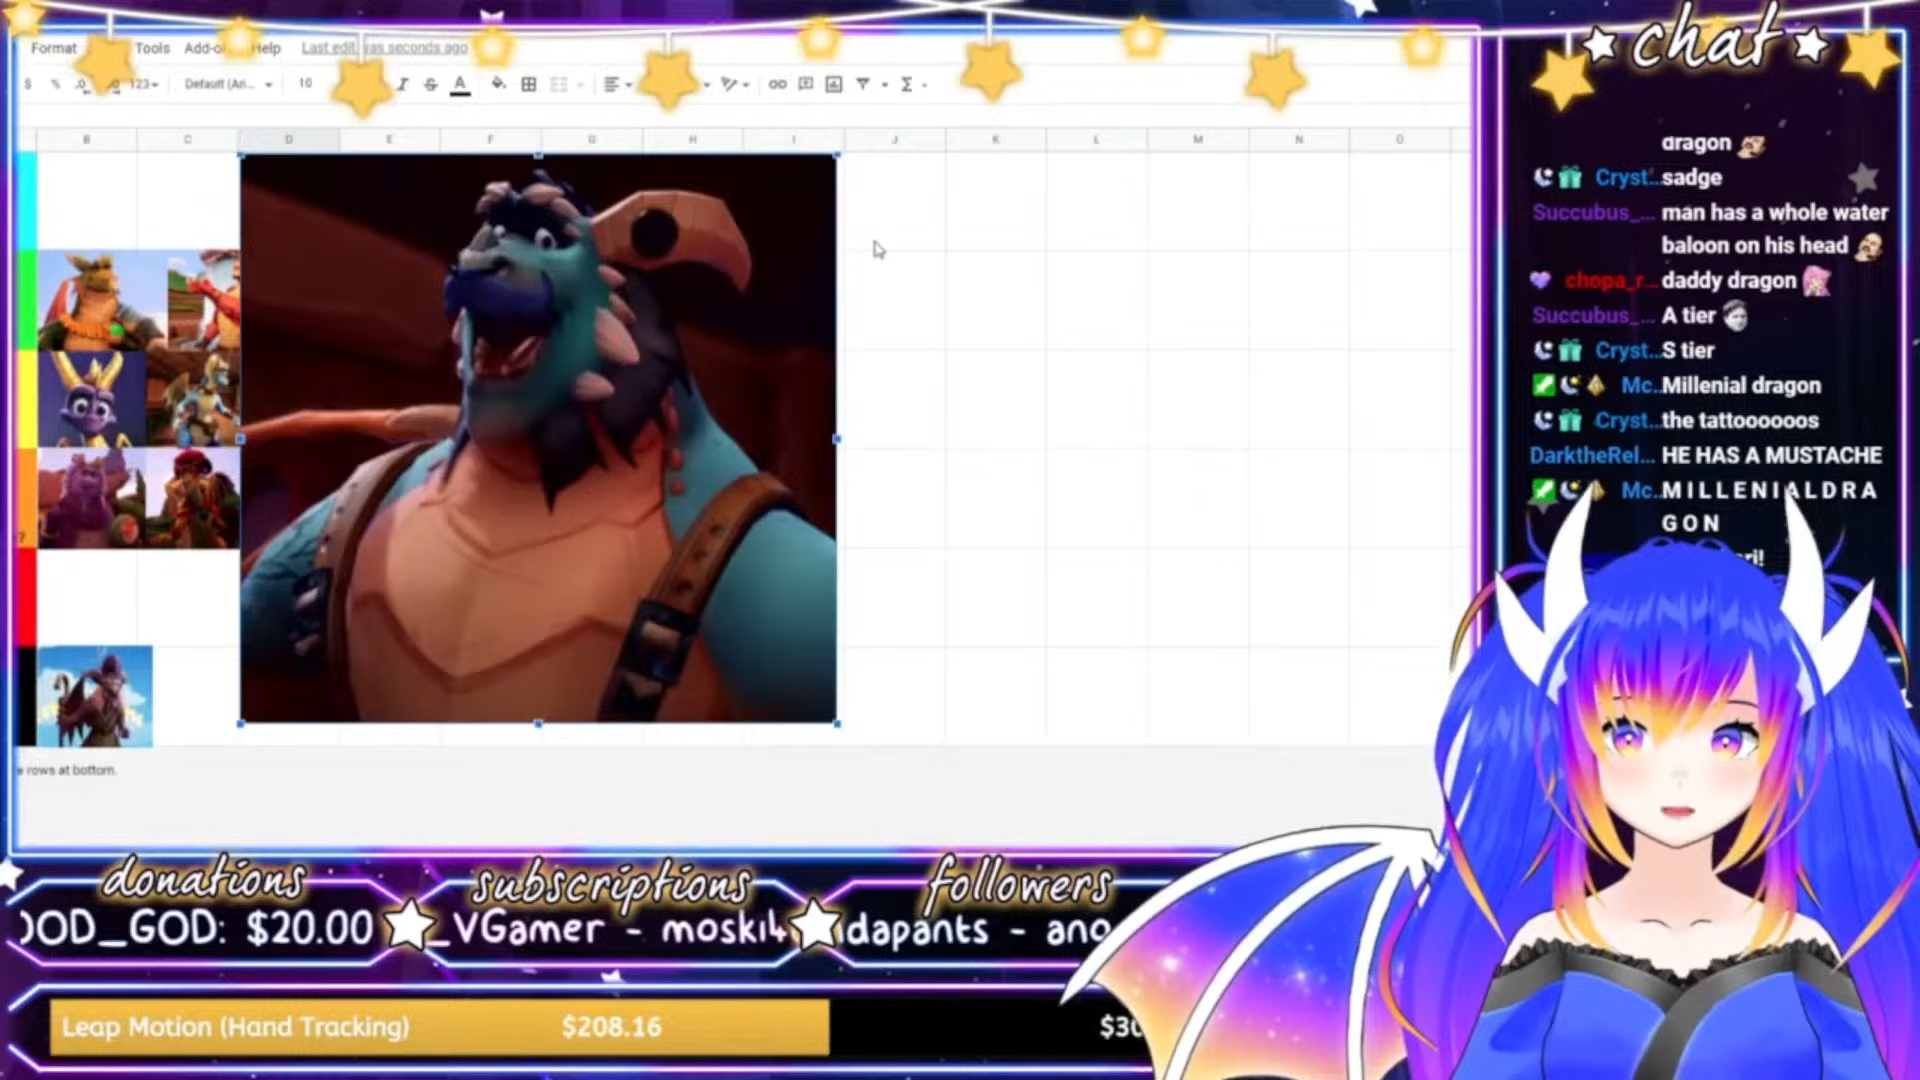 Format Tools Help
Last edit was seconds ago
$ % .0 123 Default (Ari... 10
B C D E F G H I J K L M N O
?
e rows at bottom.
chat
dragon
Cryst... sadge
Succubus_... man has a whole water
baloon on his head
chopa_r... daddy dragon
Succubus_... A tier
Cryst... S tier
Mc... Millenial dragon
Cryst... the tattoooooos
DarktheRel... HE HAS A MUSTACHE
Mc... M I L L E N I A L D R A
G O N
ri!
donations
OOD_GOD: $20.00
subscriptions
_VGamer - moski4
followers
dapants - ano
Leap Motion (Hand Tracking) $208.16 $30